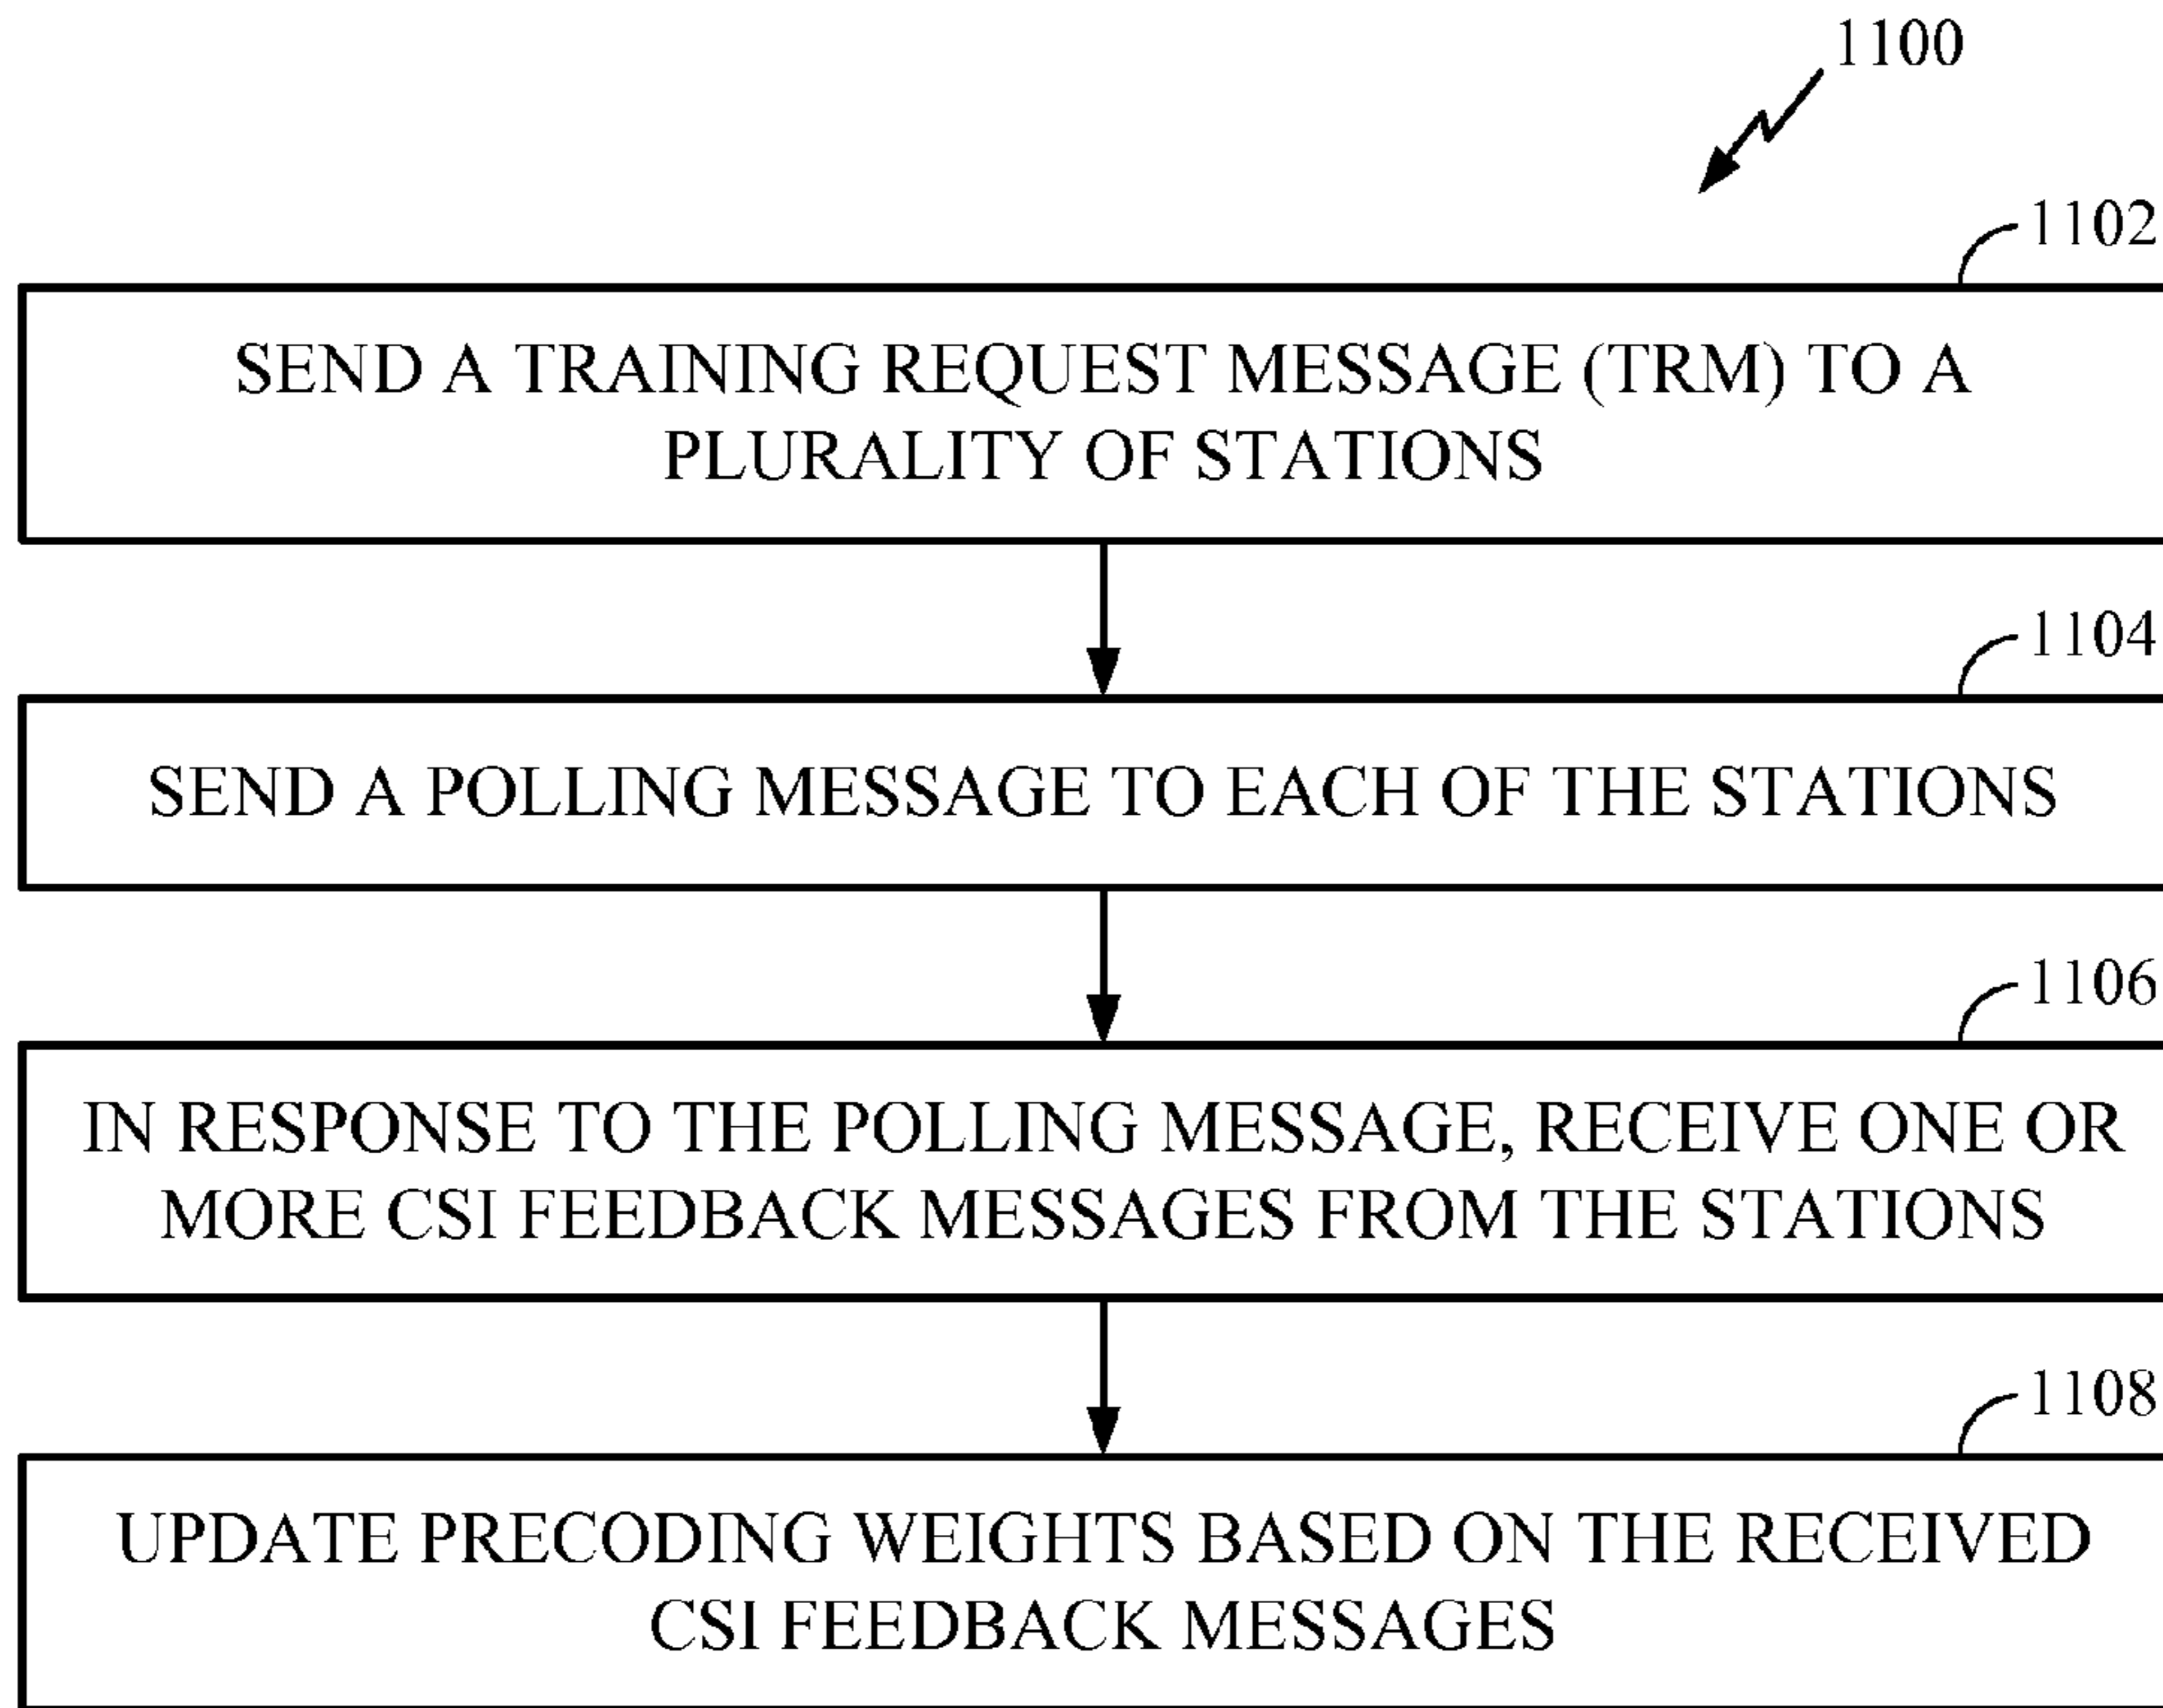 1100
1102
SEND A TRAINING REQUEST MESSAGE (TRM) TO A
PLURALITY OF STATIONS
1104
SEND A POLLING MESSAGE TO EACH OF THE STATIONS
1106
IN RESPONSE TO THE POLLING MESSAGE, RECEIVE ONE OR
MORE CSI FEEDBACK MESSAGES FROM THE STATIONS
1108
UPDATE PRECODING WEIGHTS BASED ON THE RECEIVED
CSI FEEDBACK MESSAGES